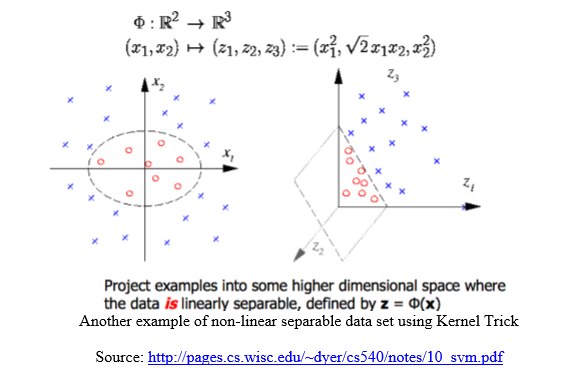 Φ : ℝ² → ℝ³
(x₁, x₂) ↦ (z₁, z₂, z₃) := (x₁², √2x₁x₂, x₂²)
x₂
x₁
z₃
z₁
z₂
Project examples into some higher dimensional space where
the data is linearly separable, defined by z = Φ(x)
Another example of non-linear separable data set using Kernel Trick
Source: http://pages.cs.wisc.edu/~dyer/cs540/notes/10_svm.pdf